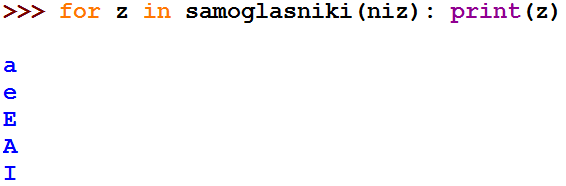 >>> for z in samoglasniki(niz): print(z)
a
e
E
A
I